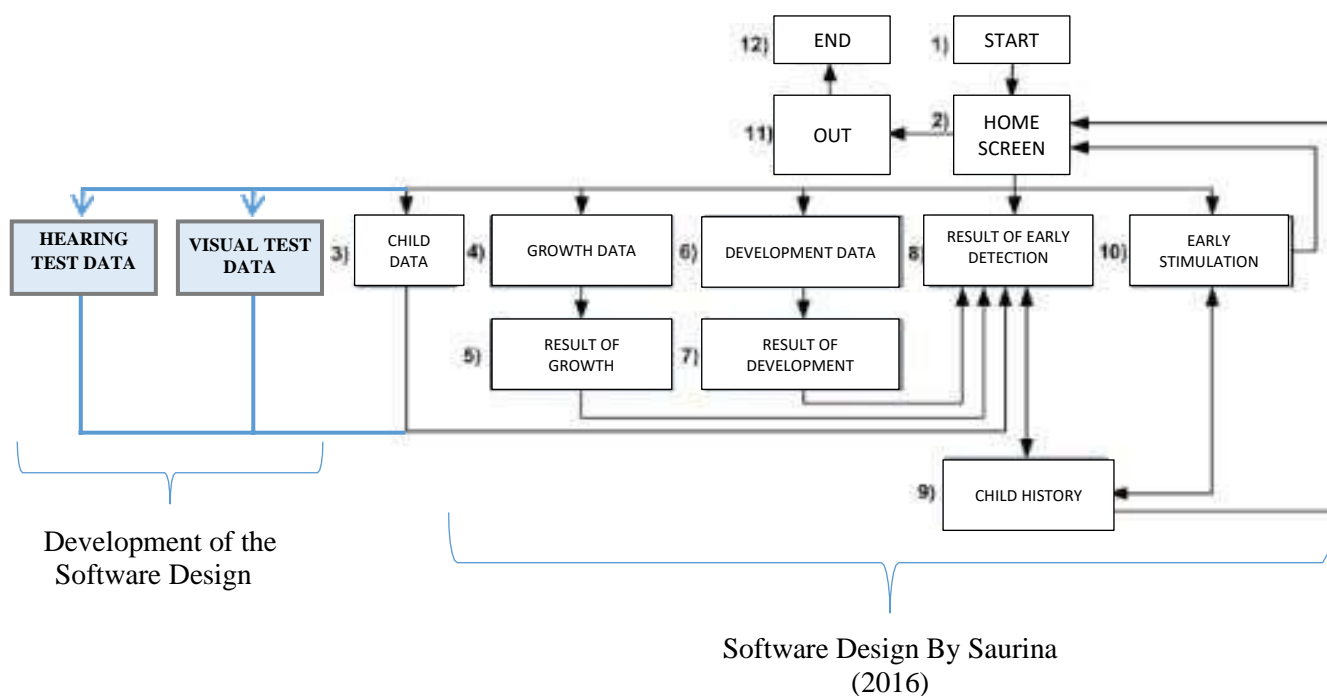 12) END
1) START
11) OUT
2) HOME
SCREEN
HEARING
TEST DATA
VISUAL TEST
DATA
3) CHILD
DATA
4) GROWTH DATA
6) DEVELOPMENT DATA
8) RESULT OF EARLY
DETECTION
10) EARLY
STIMULATION
5) RESULT OF
GROWTH
7) RESULT OF
DEVELOPMENT
9) CHILD HISTORY
Development of the
Software Design
Software Design By Saurina
(2016)